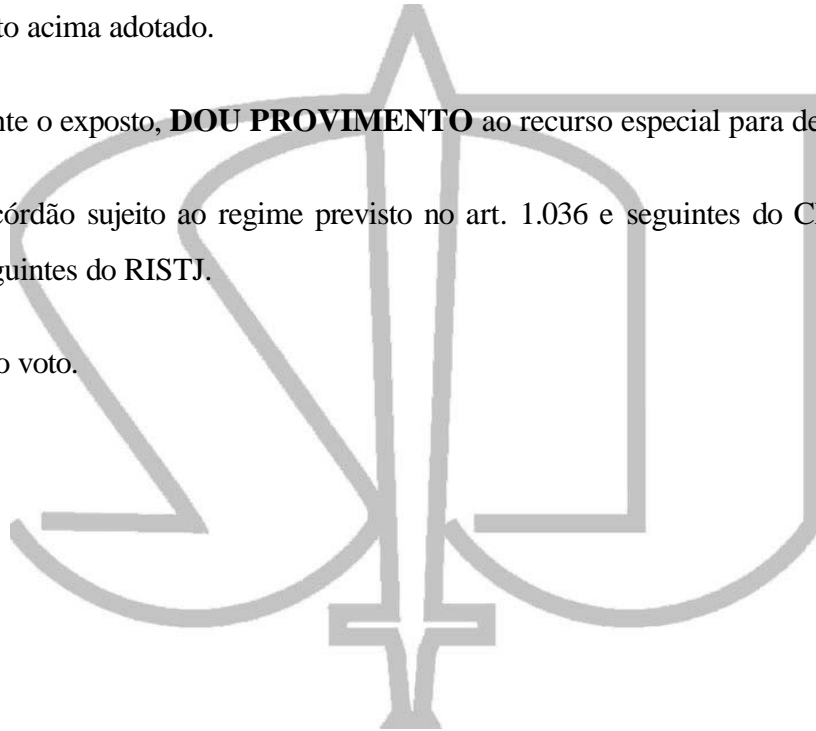 to acima adotado.
nte o exposto, DOU PROVIMENTO ao recurso especial para de
córdão sujeito ao regime previsto no art. 1.036 e seguintes do C
guintes do RISTJ.
o voto.